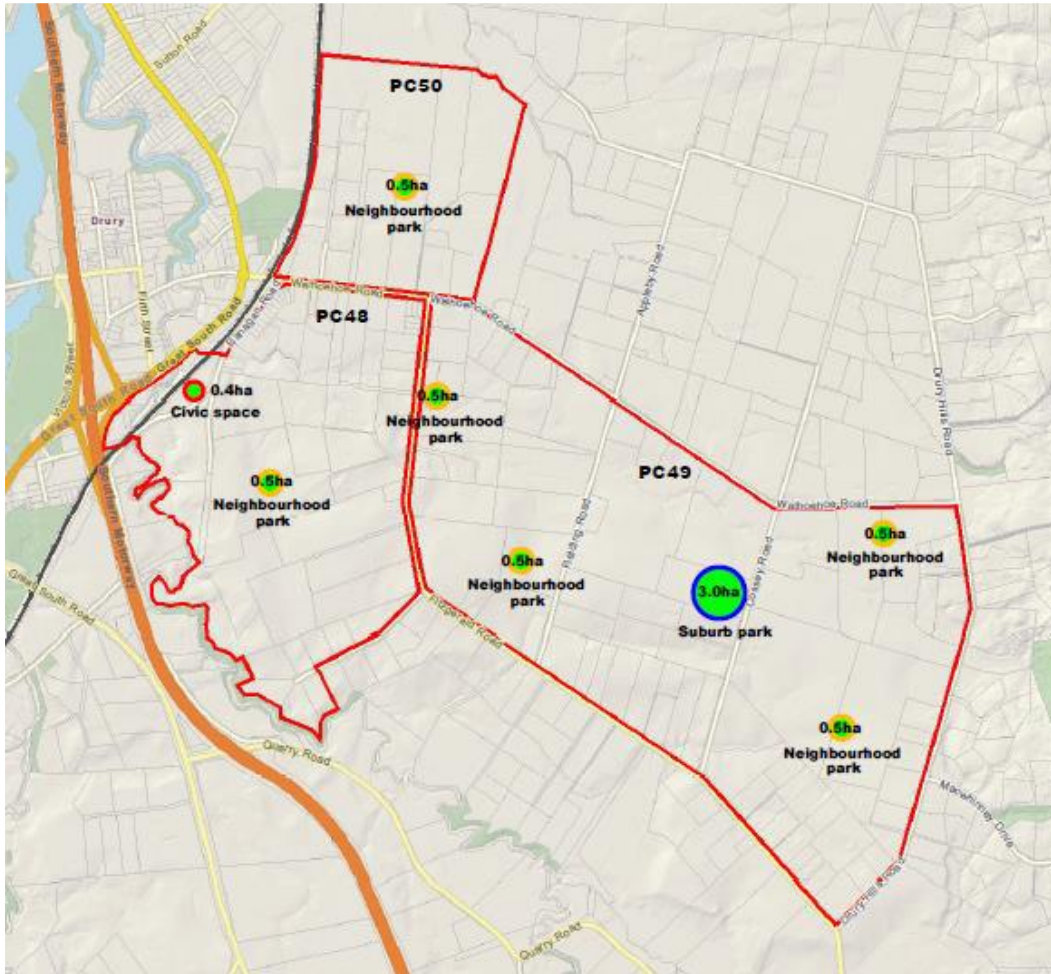 Southern Motorway
Sutton Road
PC50
0.5ha
Neighbourhood
park
Drury
Firth Street
Flanagan Road
Waihoehoe Road
Waihoehoe Road
Appleby Road
PC48
Great South Road
Great South Road
Victoria Street
0.4ha
Civic space
0.5ha
Neighbourhood
park
Drury Hills Road
PC49
0.5ha
Neighbourhood
park
Southern Motorway
Waihoehoe Road
0.5ha
Neighbourhood
park
0.5ha
Neighbourhood
park
Fielding Road
Cossey Road
3.0ha
Suburb park
Great South Road
Fitzgerald Road
0.5ha
Neighbourhood
park
Quarry Road
Macwhinney Drive
Drury Hills Road
Quarry Road